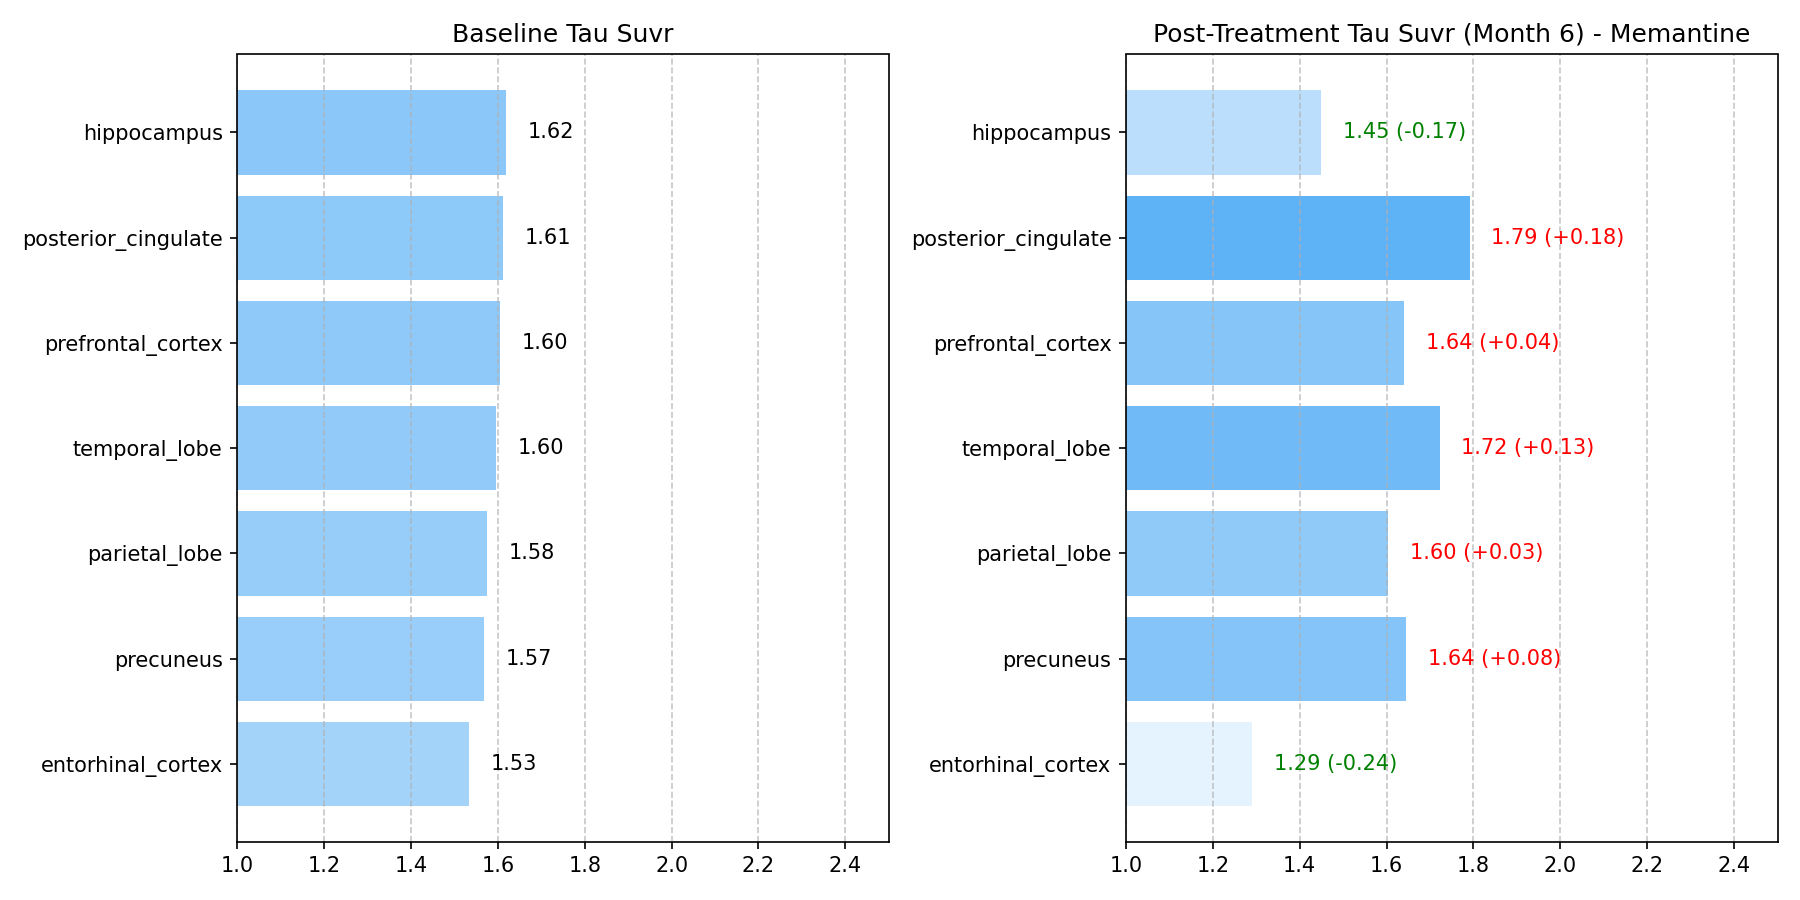 Baseline Tau Suvr
hippocampus
1.62
posterior_cingulate
1.61
prefrontal_cortex
1.60
temporal_lobe
1.60
parietal_lobe
1.58
precuneus
1.57
entorhinal_cortex
1.53
1.0 1.2 1.4 1.6 1.8 2.0 2.2 2.4
Post-Treatment Tau Suvr (Month 6) - Memantine
hippocampus
1.45 (-0.17)
posterior_cingulate
1.79 (+0.18)
prefrontal_cortex
1.64 (+0.04)
temporal_lobe
1.72 (+0.13)
parietal_lobe
1.60 (+0.03)
precuneus
1.64 (+0.08)
entorhinal_cortex
1.29 (-0.24)
1.0 1.2 1.4 1.6 1.8 2.0 2.2 2.4